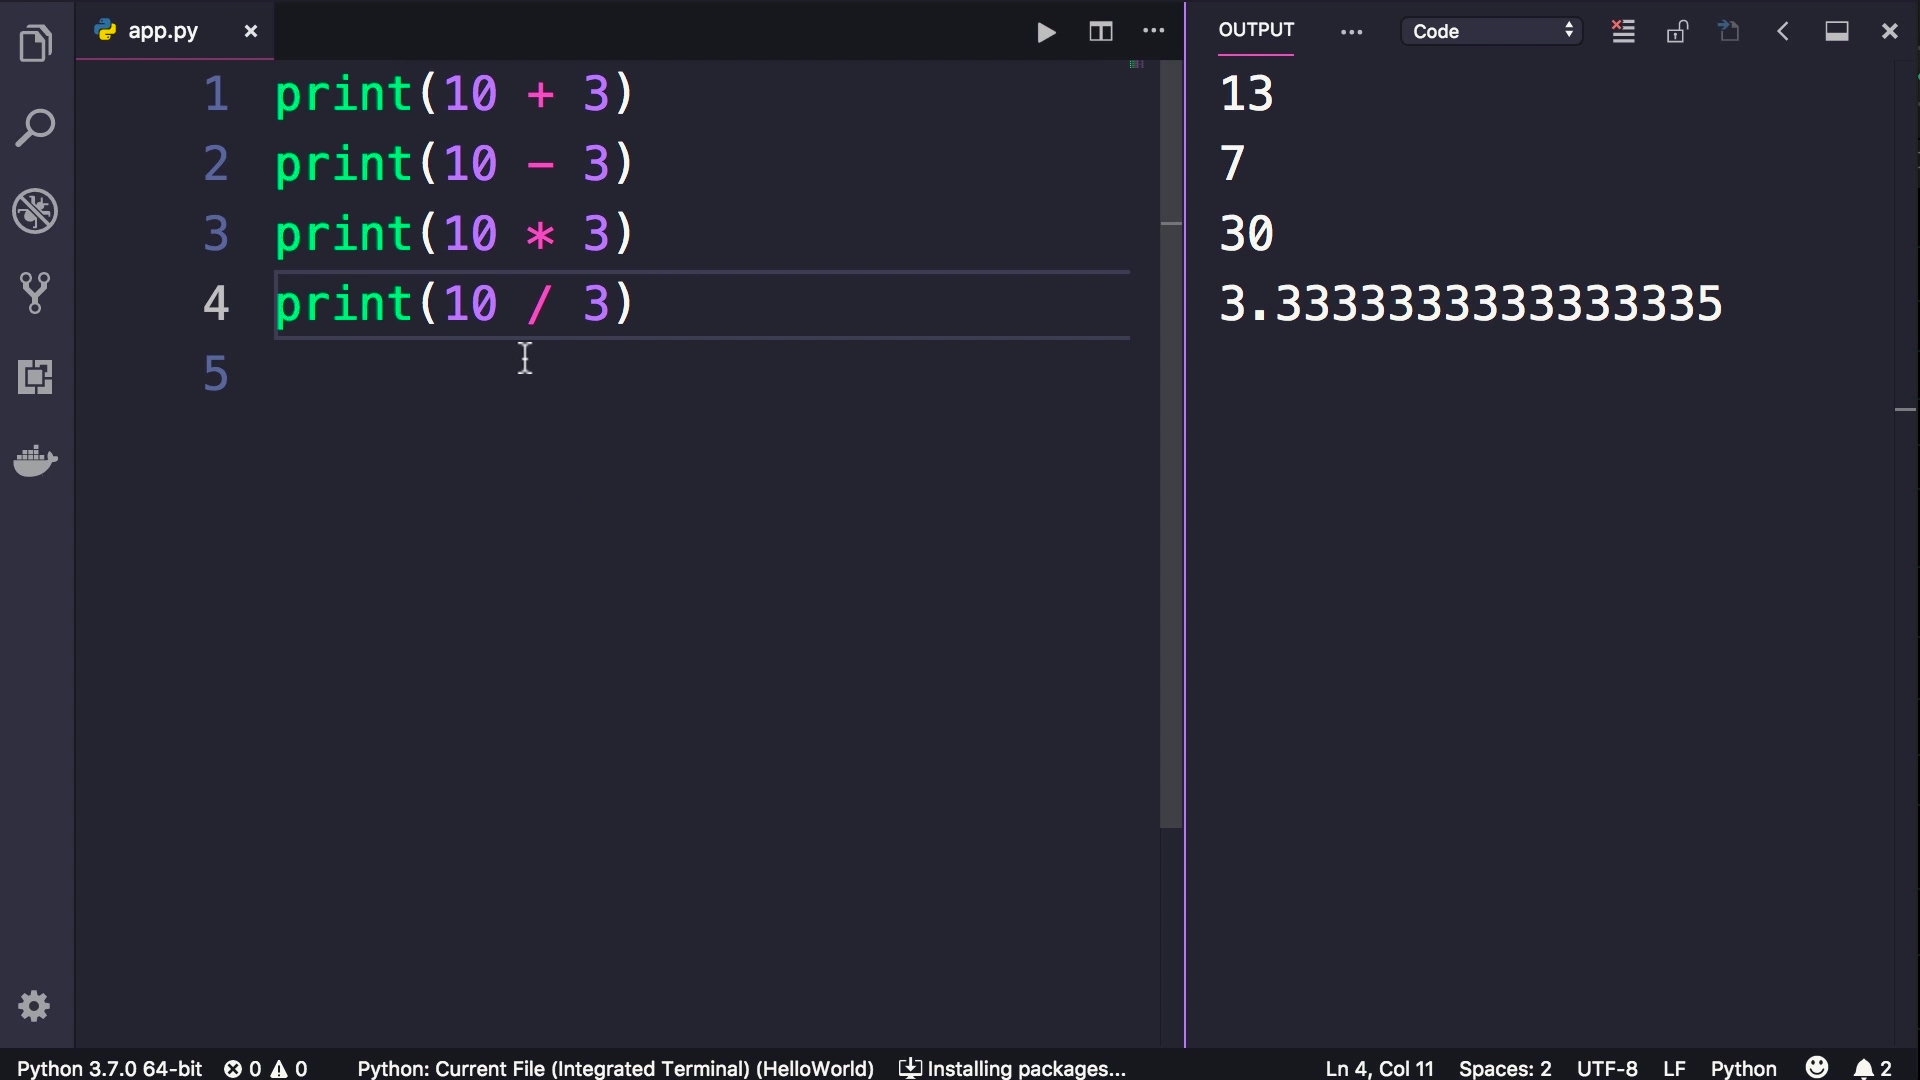 app.py
OUTPUT
Code
1 print(10 + 3)
2 print(10 - 3)
3 print(10 * 3)
4 print(10 / 3)
5
13
7
30
3.3333333333333335
Python 3.7.0 64-bit 0 0 Python: Current File (Integrated Terminal) (HelloWorld) Installing packages... Ln 4, Col 11 Spaces: 2 UTF-8 LF Python 2